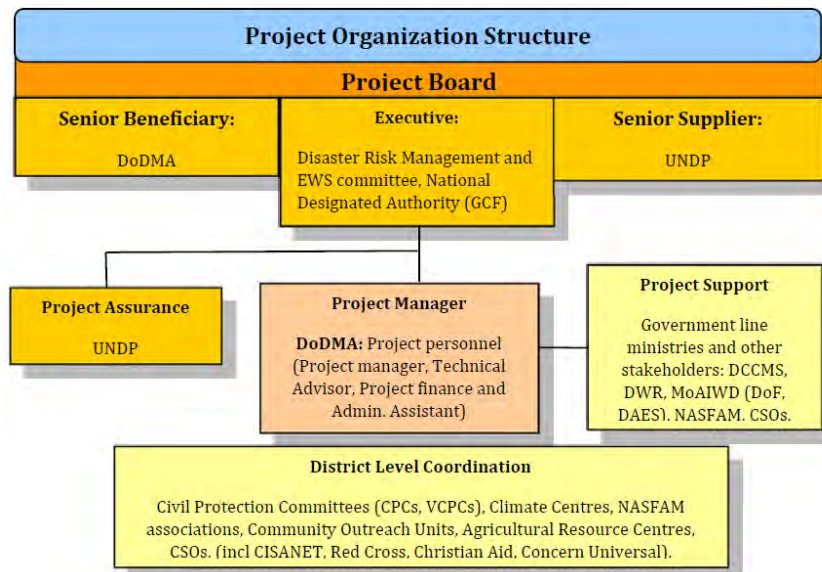 Project Organization Structure
Project Board
Senior Beneficiary:
DoDMA
Executive:
Disaster Risk Management and
EWS committee, National
Designated Authority (GCF)
Senior Supplier:
UNDP
Project Assurance
UNDP
Project Manager
DoDMA: Project personnel
(Project manager, Technical
Advisor, Project finance and
Admin. Assistant)
Project Support
Government line
ministries and other
stakeholders: DCCMS,
DWR, MoAIWD (DoF,
DAES). NASFAM. CSOs.
District Level Coordination
Civil Protection Committees (CPCs, VCPCs), Climate Centres, NASFAM
associations, Community Outreach Units, Agricultural Resource Centres,
CSOs. (incl CISANET, Red Cross, Christian Aid, Concern Universal).